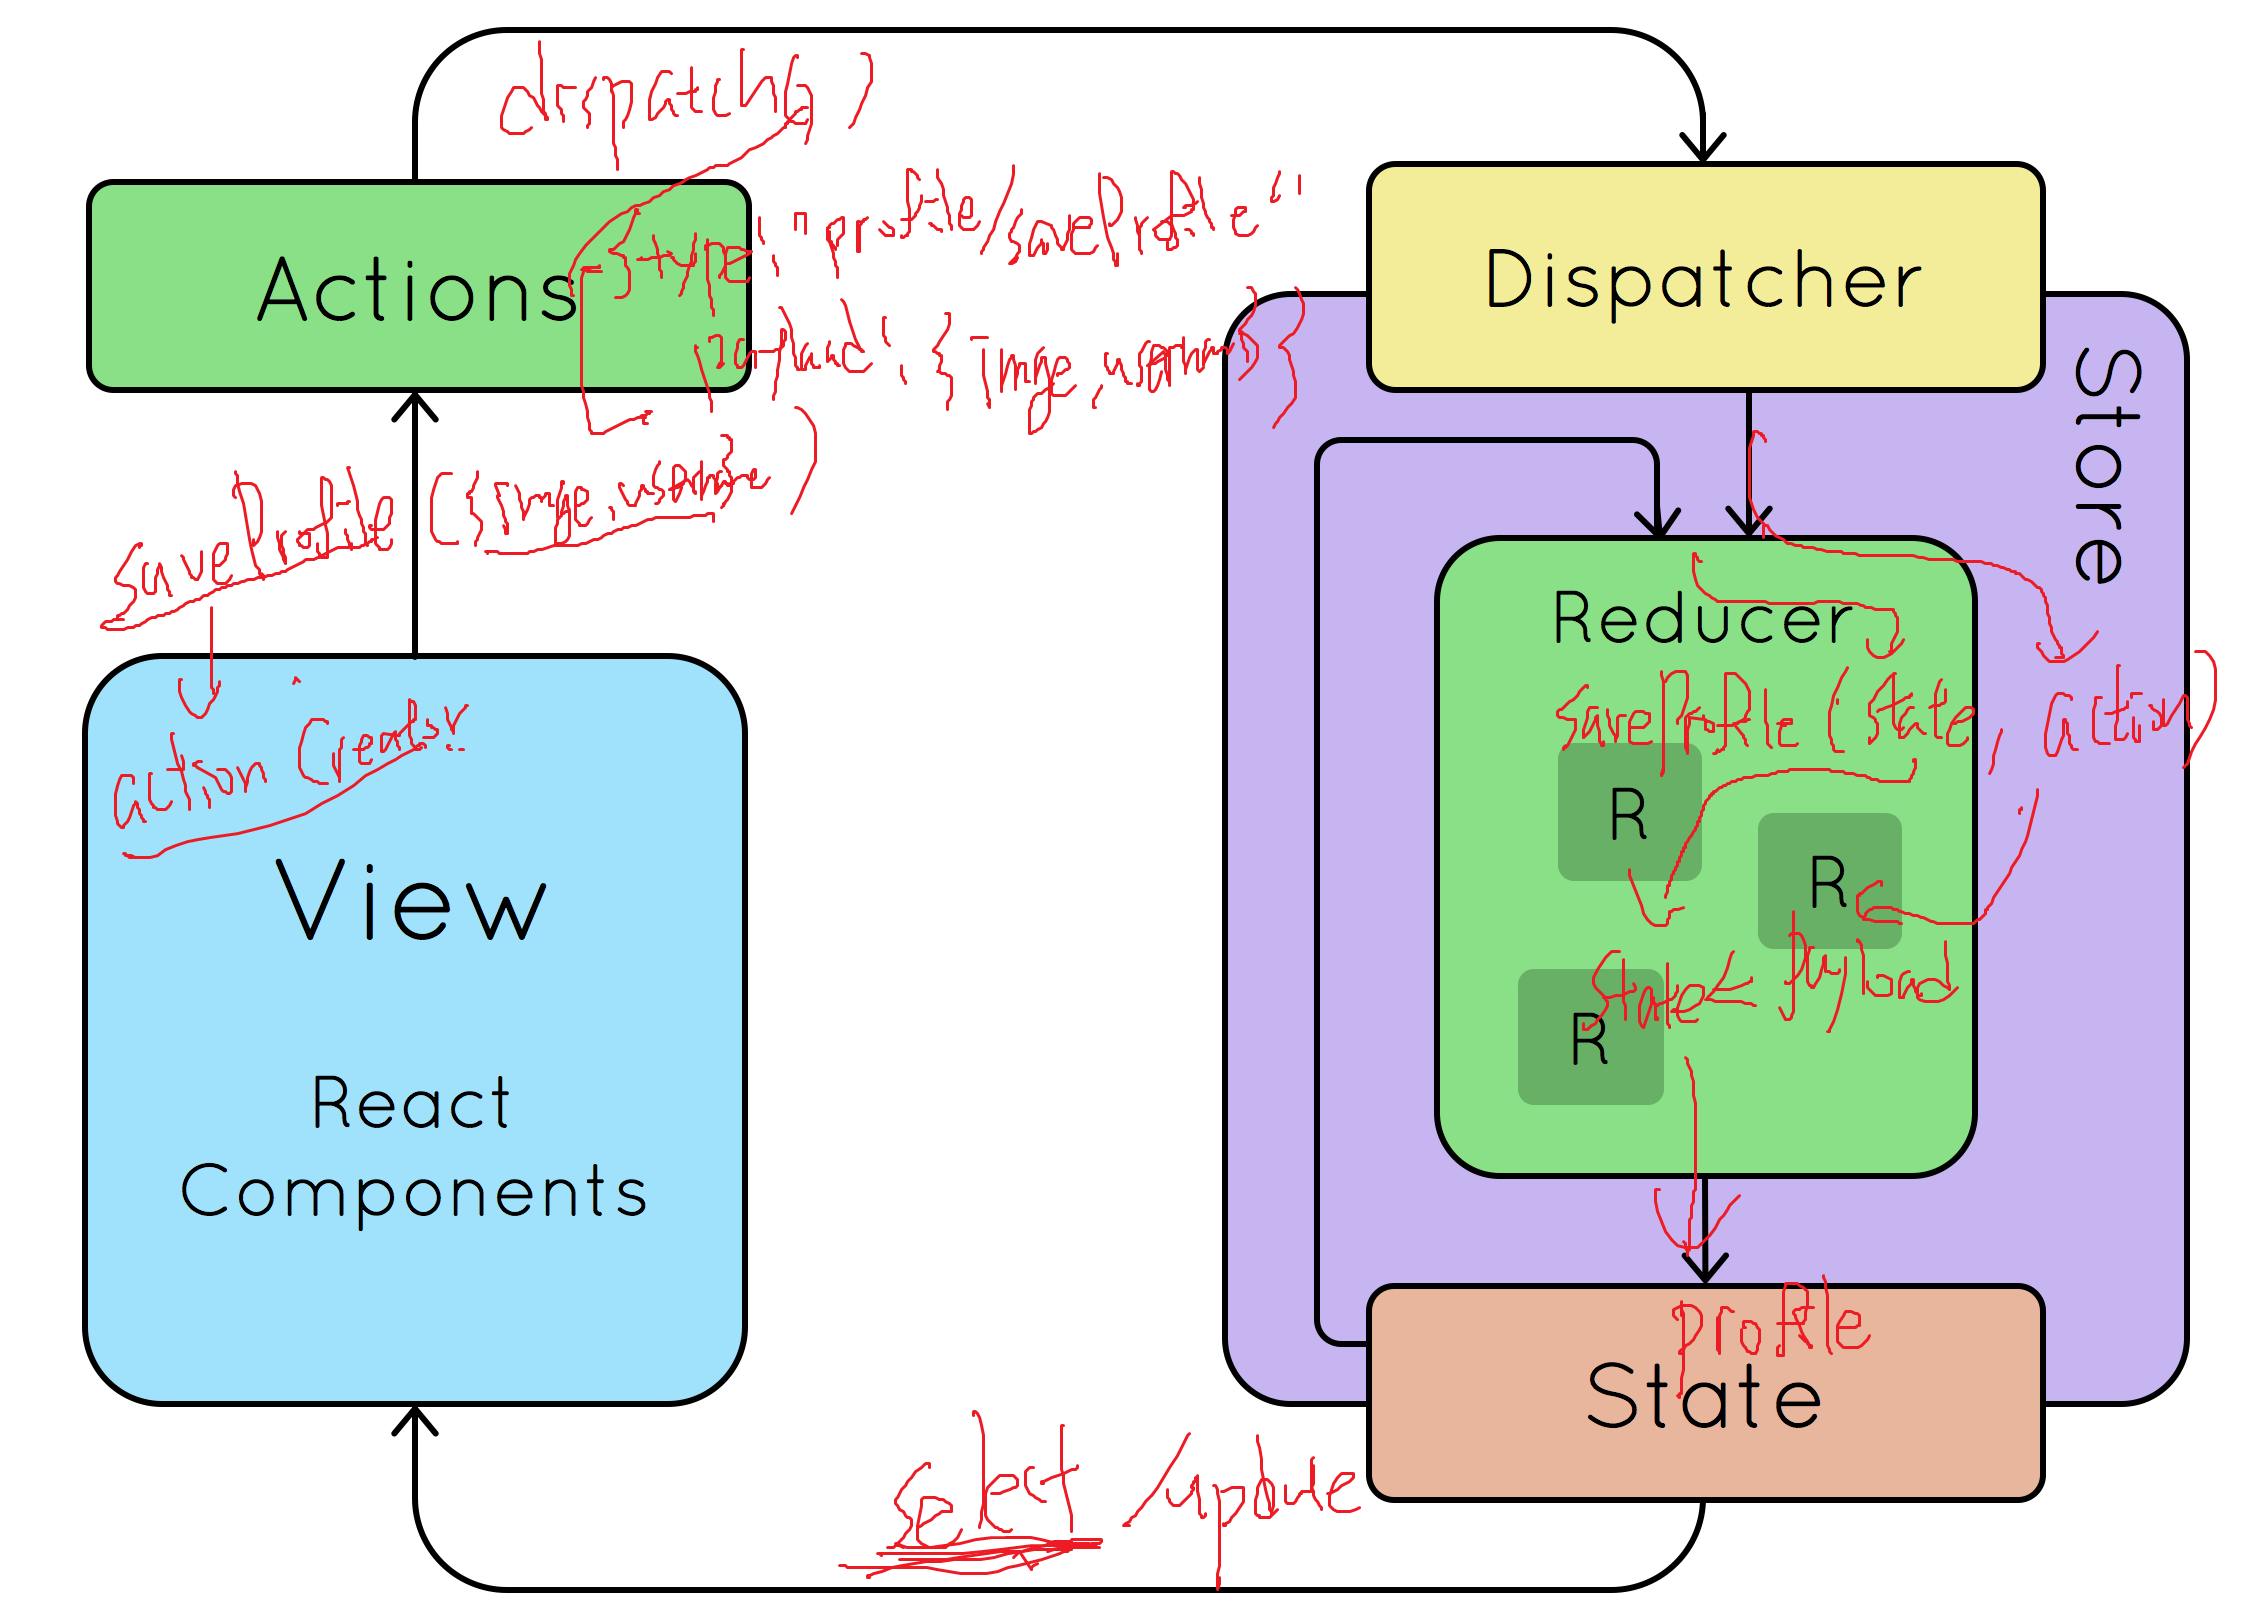 dispatch( )
Actions
{type: "profile/saveProfile"
payload: { image, username } }
saveProfile ({ image, username } )
action Creator
View
React
Components
Dispatcher
Store
Reducer
saveProfile (state, action)
R
R
R
state ← payload
profile
State
select / update